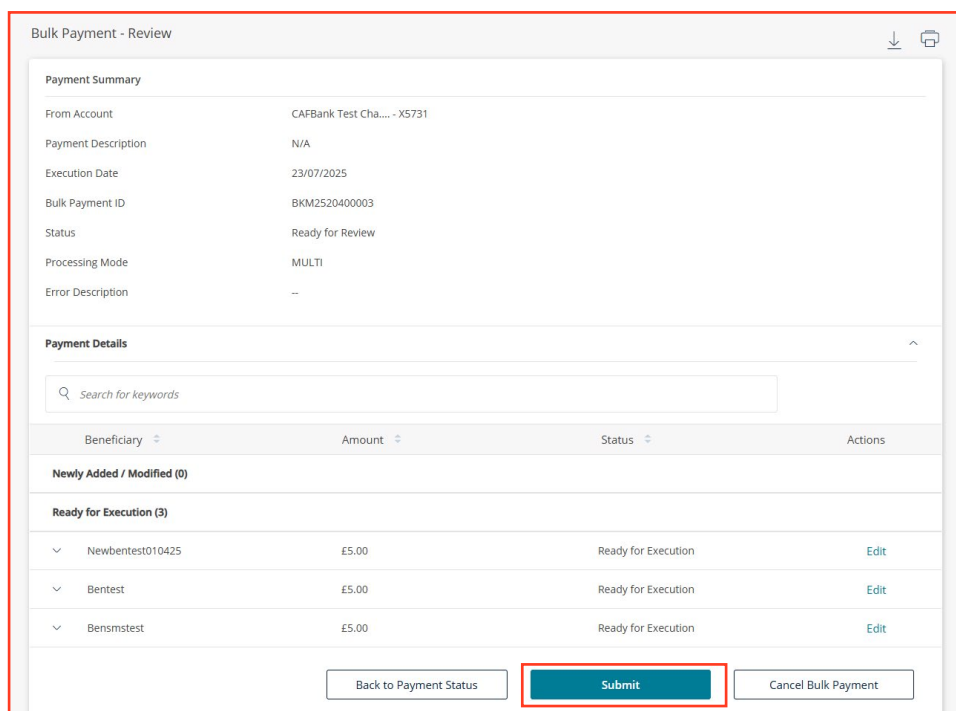 Bulk Payment - Review
Payment Summary
From Account CAFBank Test Cha.... - X5731
Payment Description N/A
Execution Date 23/07/2025
Bulk Payment ID BKM2520400003
Status Ready for Review
Processing Mode MULTI
Error Description --
Payment Details
Search for keywords
Beneficiary Amount Status Actions
Newly Added / Modified (0)
Ready for Execution (3)
Newbentest010425 £5.00 Ready for Execution Edit
Bentest £5.00 Ready for Execution Edit
Bensmstest £5.00 Ready for Execution Edit
Back to Payment Status Submit Cancel Bulk Payment